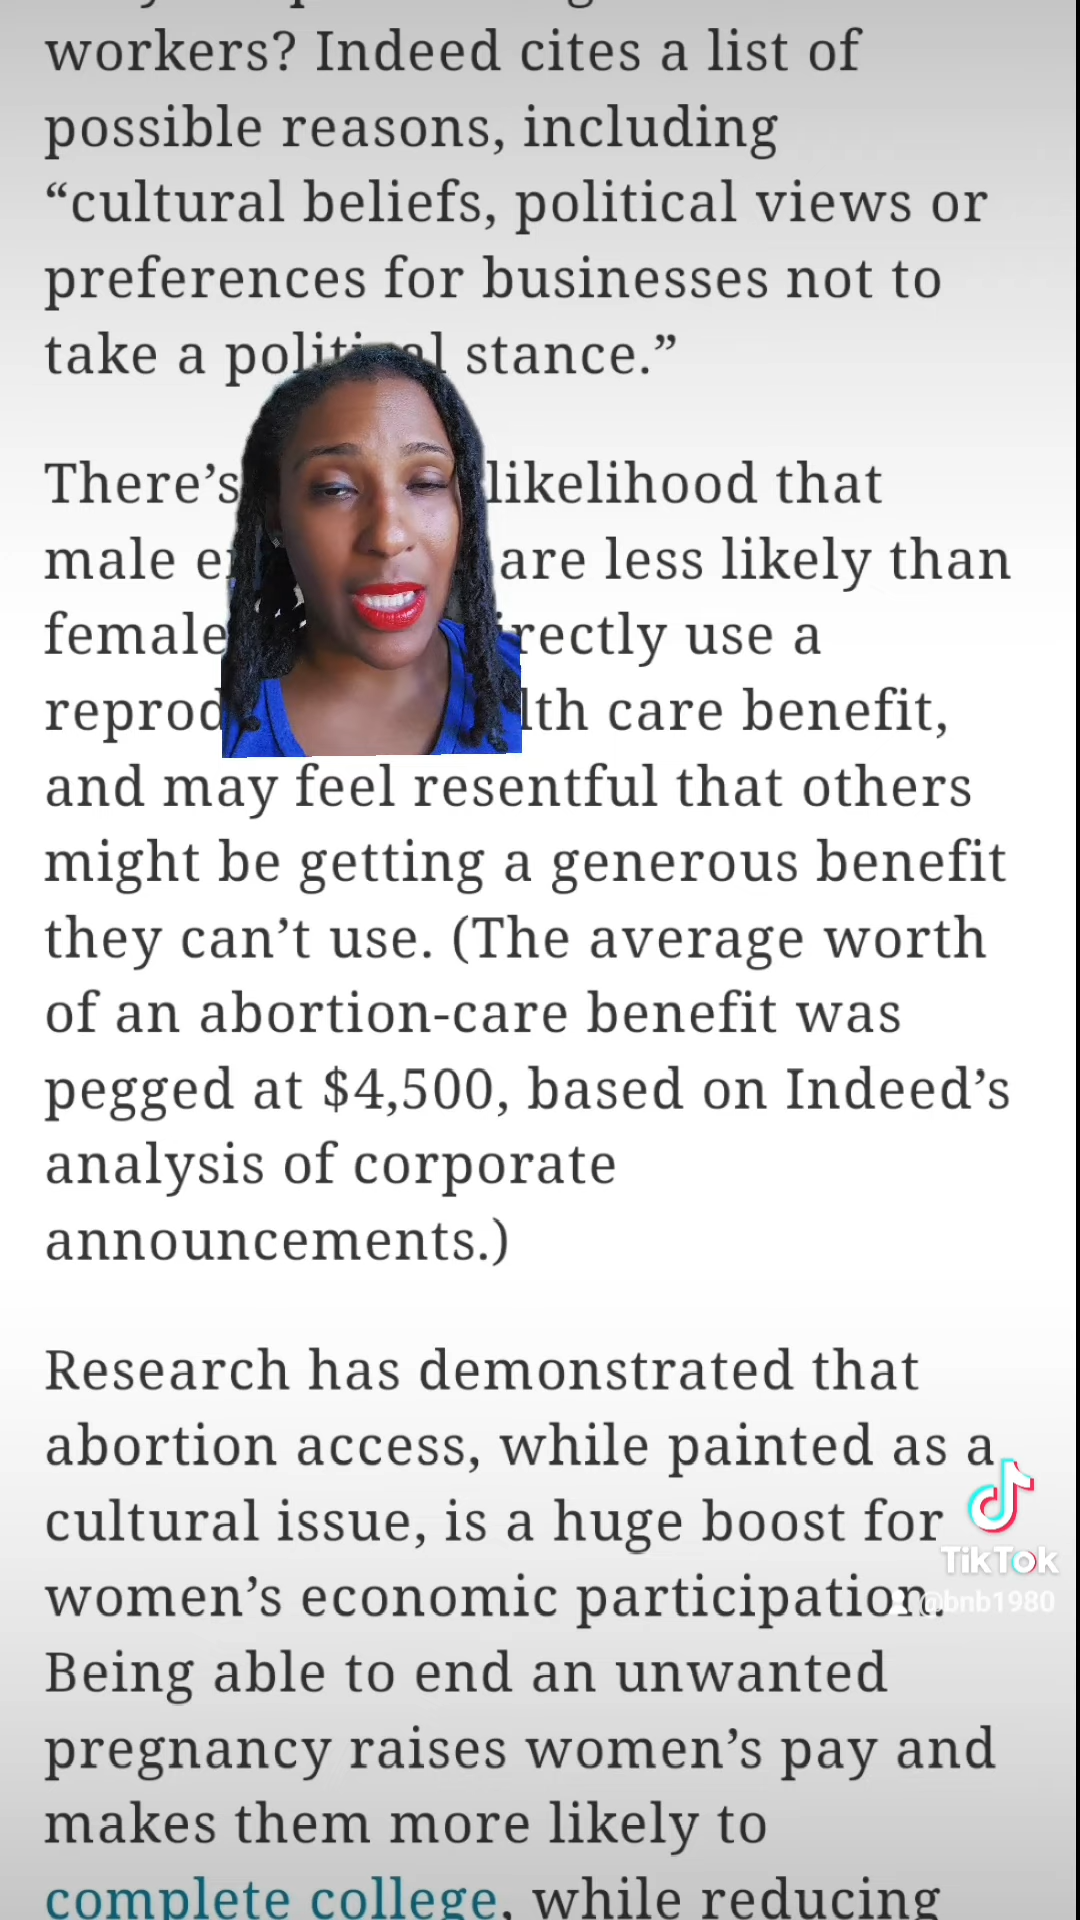 workers? Indeed cites a list of
possible reasons, including
“cultural beliefs, political views or
preferences for businesses not to
take a political stance.”
There’s likelihood that
male are less likely than
female use a
care benefit,
and may feel resentful that others
might be getting a generous benefit
they can’t use. (The average worth
of an abortion-care benefit was
pegged at $4,500, based on Indeed’s
analysis of corporate
announcements.)
Research has demonstrated that
abortion access, while painted as a
cultural issue, is a huge boost for
women’s economic participation.
Being able to end an unwanted
pregnancy raises women’s pay and
makes them more likely to
complete college, while reducing
TikTok
@bnb1980